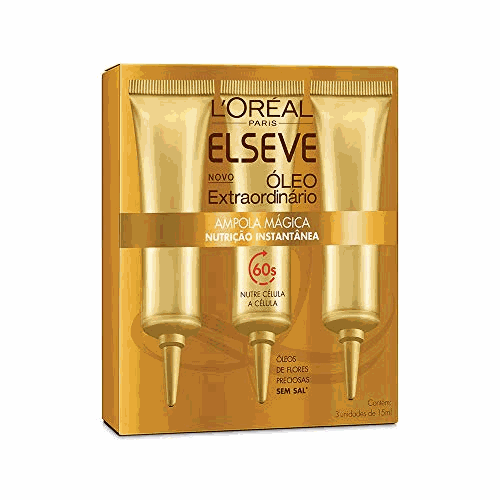 L'ORÉAL
PARIS
ELSEVE
NOVO
ÓLEO
Extraordinário
AMPOLA MÁGICA
NUTRIÇÃO INSTANTÂNEA
60s
NUTRE CÉLULA
A CÉLULA
ÓLEOS
DE FLORES
PRECIOSAS
SEM SAL*
Contém:
3 unidades de 15ml